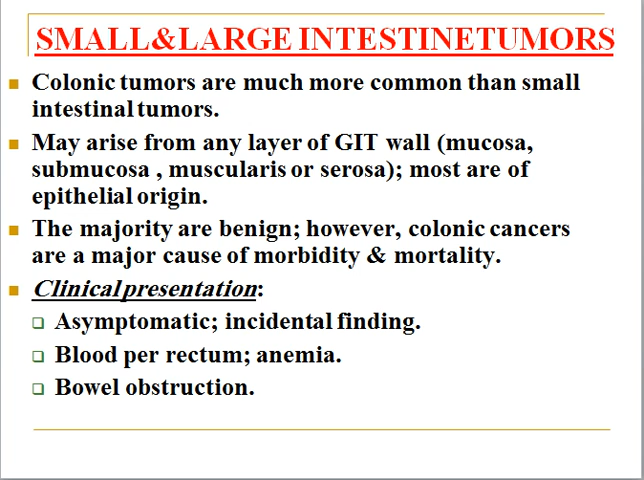 SMALL&LARGE INTESTINETUMORS
Colonic tumors are much more common than small
intestinal tumors.
May arise from any layer of GIT wall (mucosa,
submucosa , muscularis or serosa); most are of
epithelial origin.
The majority are benign; however, colonic cancers
are a major cause of morbidity & mortality.
Clinical presentation:
Asymptomatic; incidental finding.
Blood per rectum; anemia.
Bowel obstruction.